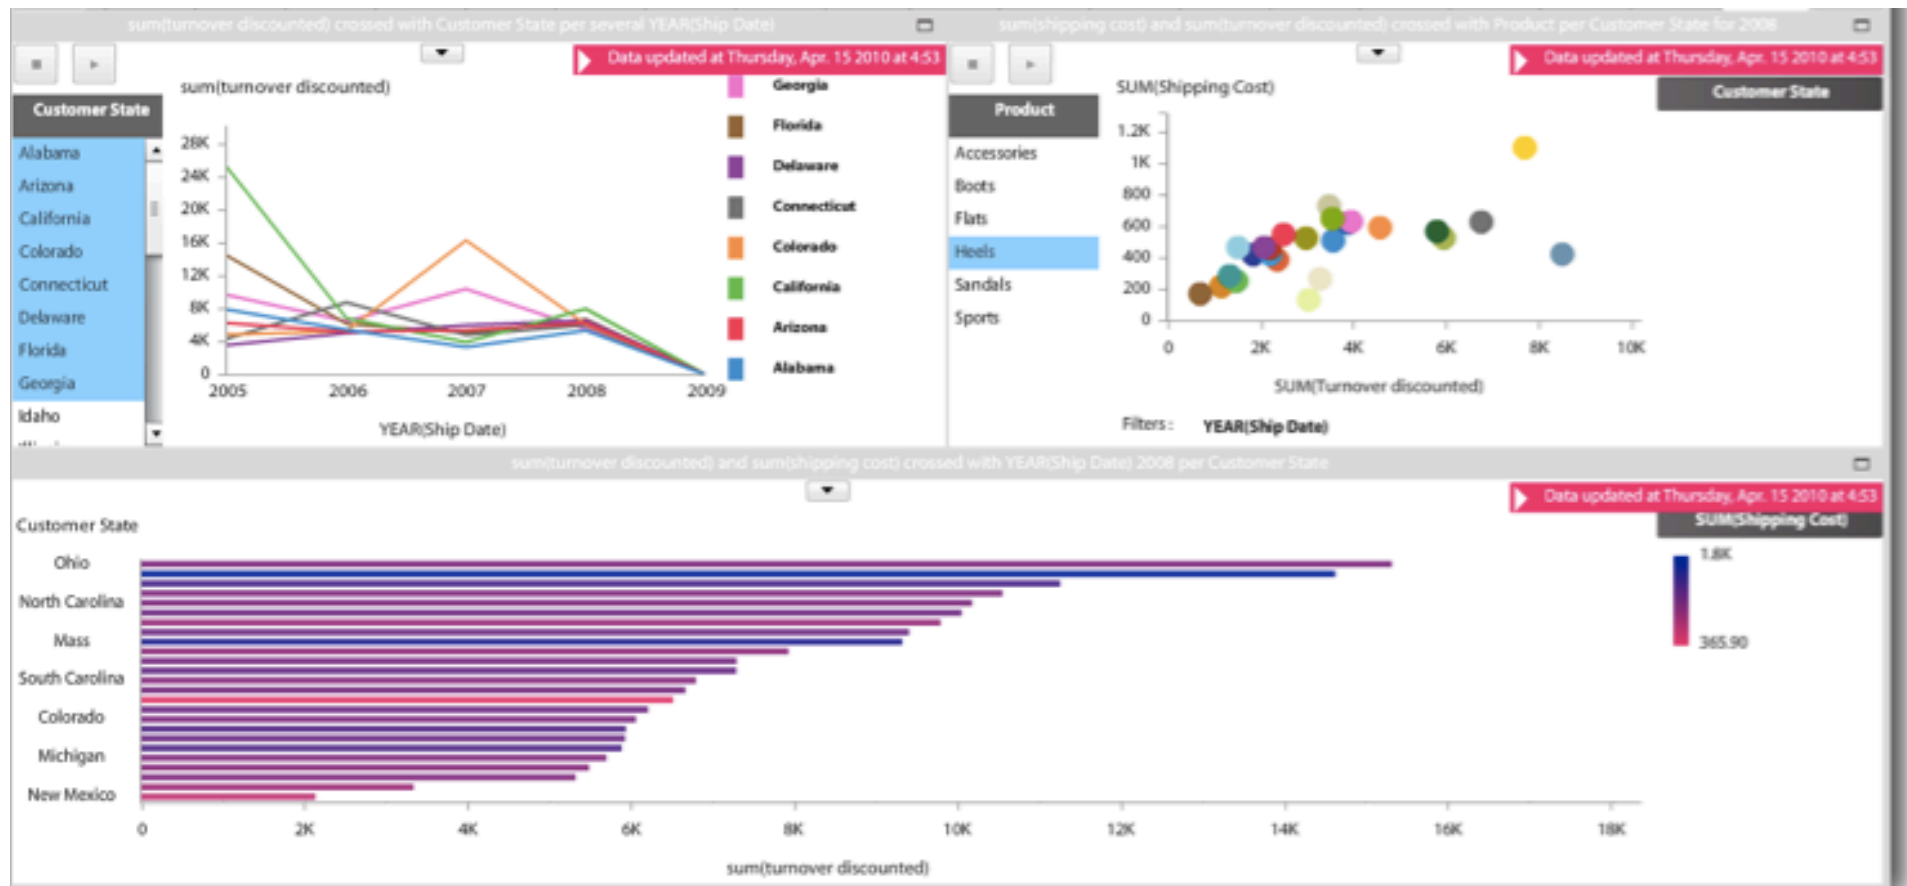 sum(turnover discounted) crossed with Customer State per several YEAR(Ship Date)
Data updated at Thursday, Apr. 15 2010 at 4:53
Customer State
Alabama
Arizona
California
Colorado
Connecticut
Delaware
Florida
Georgia
Idaho
sum(turnover discounted)
28K
24K
20K
16K
12K
8K
4K
0
2005 2006 2007 2008 2009
YEAR(Ship Date)
Georgia
Florida
Delaware
Connecticut
Colorado
California
Arizona
Alabama
sum(shipping cost) and sum(turnover discounted) crossed with Product per Customer State for 2008
Data updated at Thursday, Apr. 15 2010 at 4:53
Product
Accessories
Boots
Flats
Heels
Sandals
Sports
SUM(Shipping Cost)
1.2K
1K
800
600
400
200
0
0 2K 4K 6K 8K 10K
SUM(Turnover discounted)
Filters : YEAR(Ship Date)
Customer State
sum(turnover discounted) and sum(shipping cost) crossed with YEAR(Ship Date) 2008 per Customer State
Data updated at Thursday, Apr. 15 2010 at 4:53
Customer State
Ohio
North Carolina
Mass
South Carolina
Colorado
Michigan
New Mexico
0 2K 4K 6K 8K 10K 12K 14K 16K 18K
sum(turnover discounted)
SUM(Shipping Cost)
1.8K
365.90